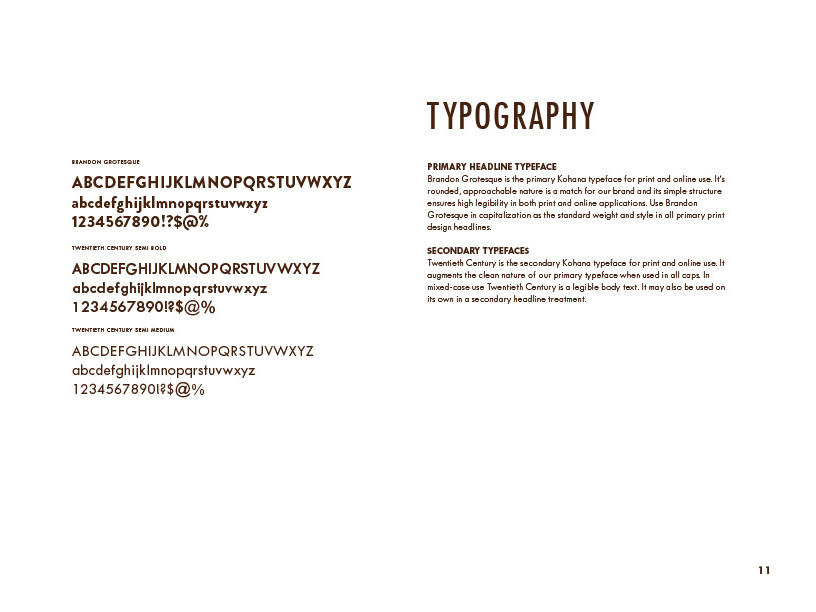 BRANDON GROTESQUE
ABCDEFGHIJKLMNOPQRSTUVWXYZ
abcdefghijklmnopqrstuvwxyz
1234567890!?$@%
TWENTIETH CENTURY SEMI BOLD
ABCDEFGHIJKLMNOPQRSTUVWXYZ
abcdefghijklmnopqrstuvwxyz
1234567890!?$@%
TWENTIETH CENTURY SEMI MEDIUM
ABCDEFGHIJKLMNOPQRSTUVWXYZ
abcdefghijklmnopqrstuvwxyz
1234567890!?$@%
TYPOGRAPHY
PRIMARY HEADLINE TYPEFACE
Brandon Grotesque is the primary Kohana typeface for print and online use. It's
rounded, approachable nature is a match for our brand and its simple structure
ensures high legibility in both print and online applications. Use Brandon
Grotesque in capitalization as the standard weight and style in all primary print
design headlines.
SECONDARY TYPEFACES
Twentieth Century is the secondary Kohana typeface for print and online use. It
augments the clean nature of our primary typeface when used in all caps. In
mixed-case use Twentieth Century is a legible body text. It may also be used on
its own in a secondary headline treatment.
11